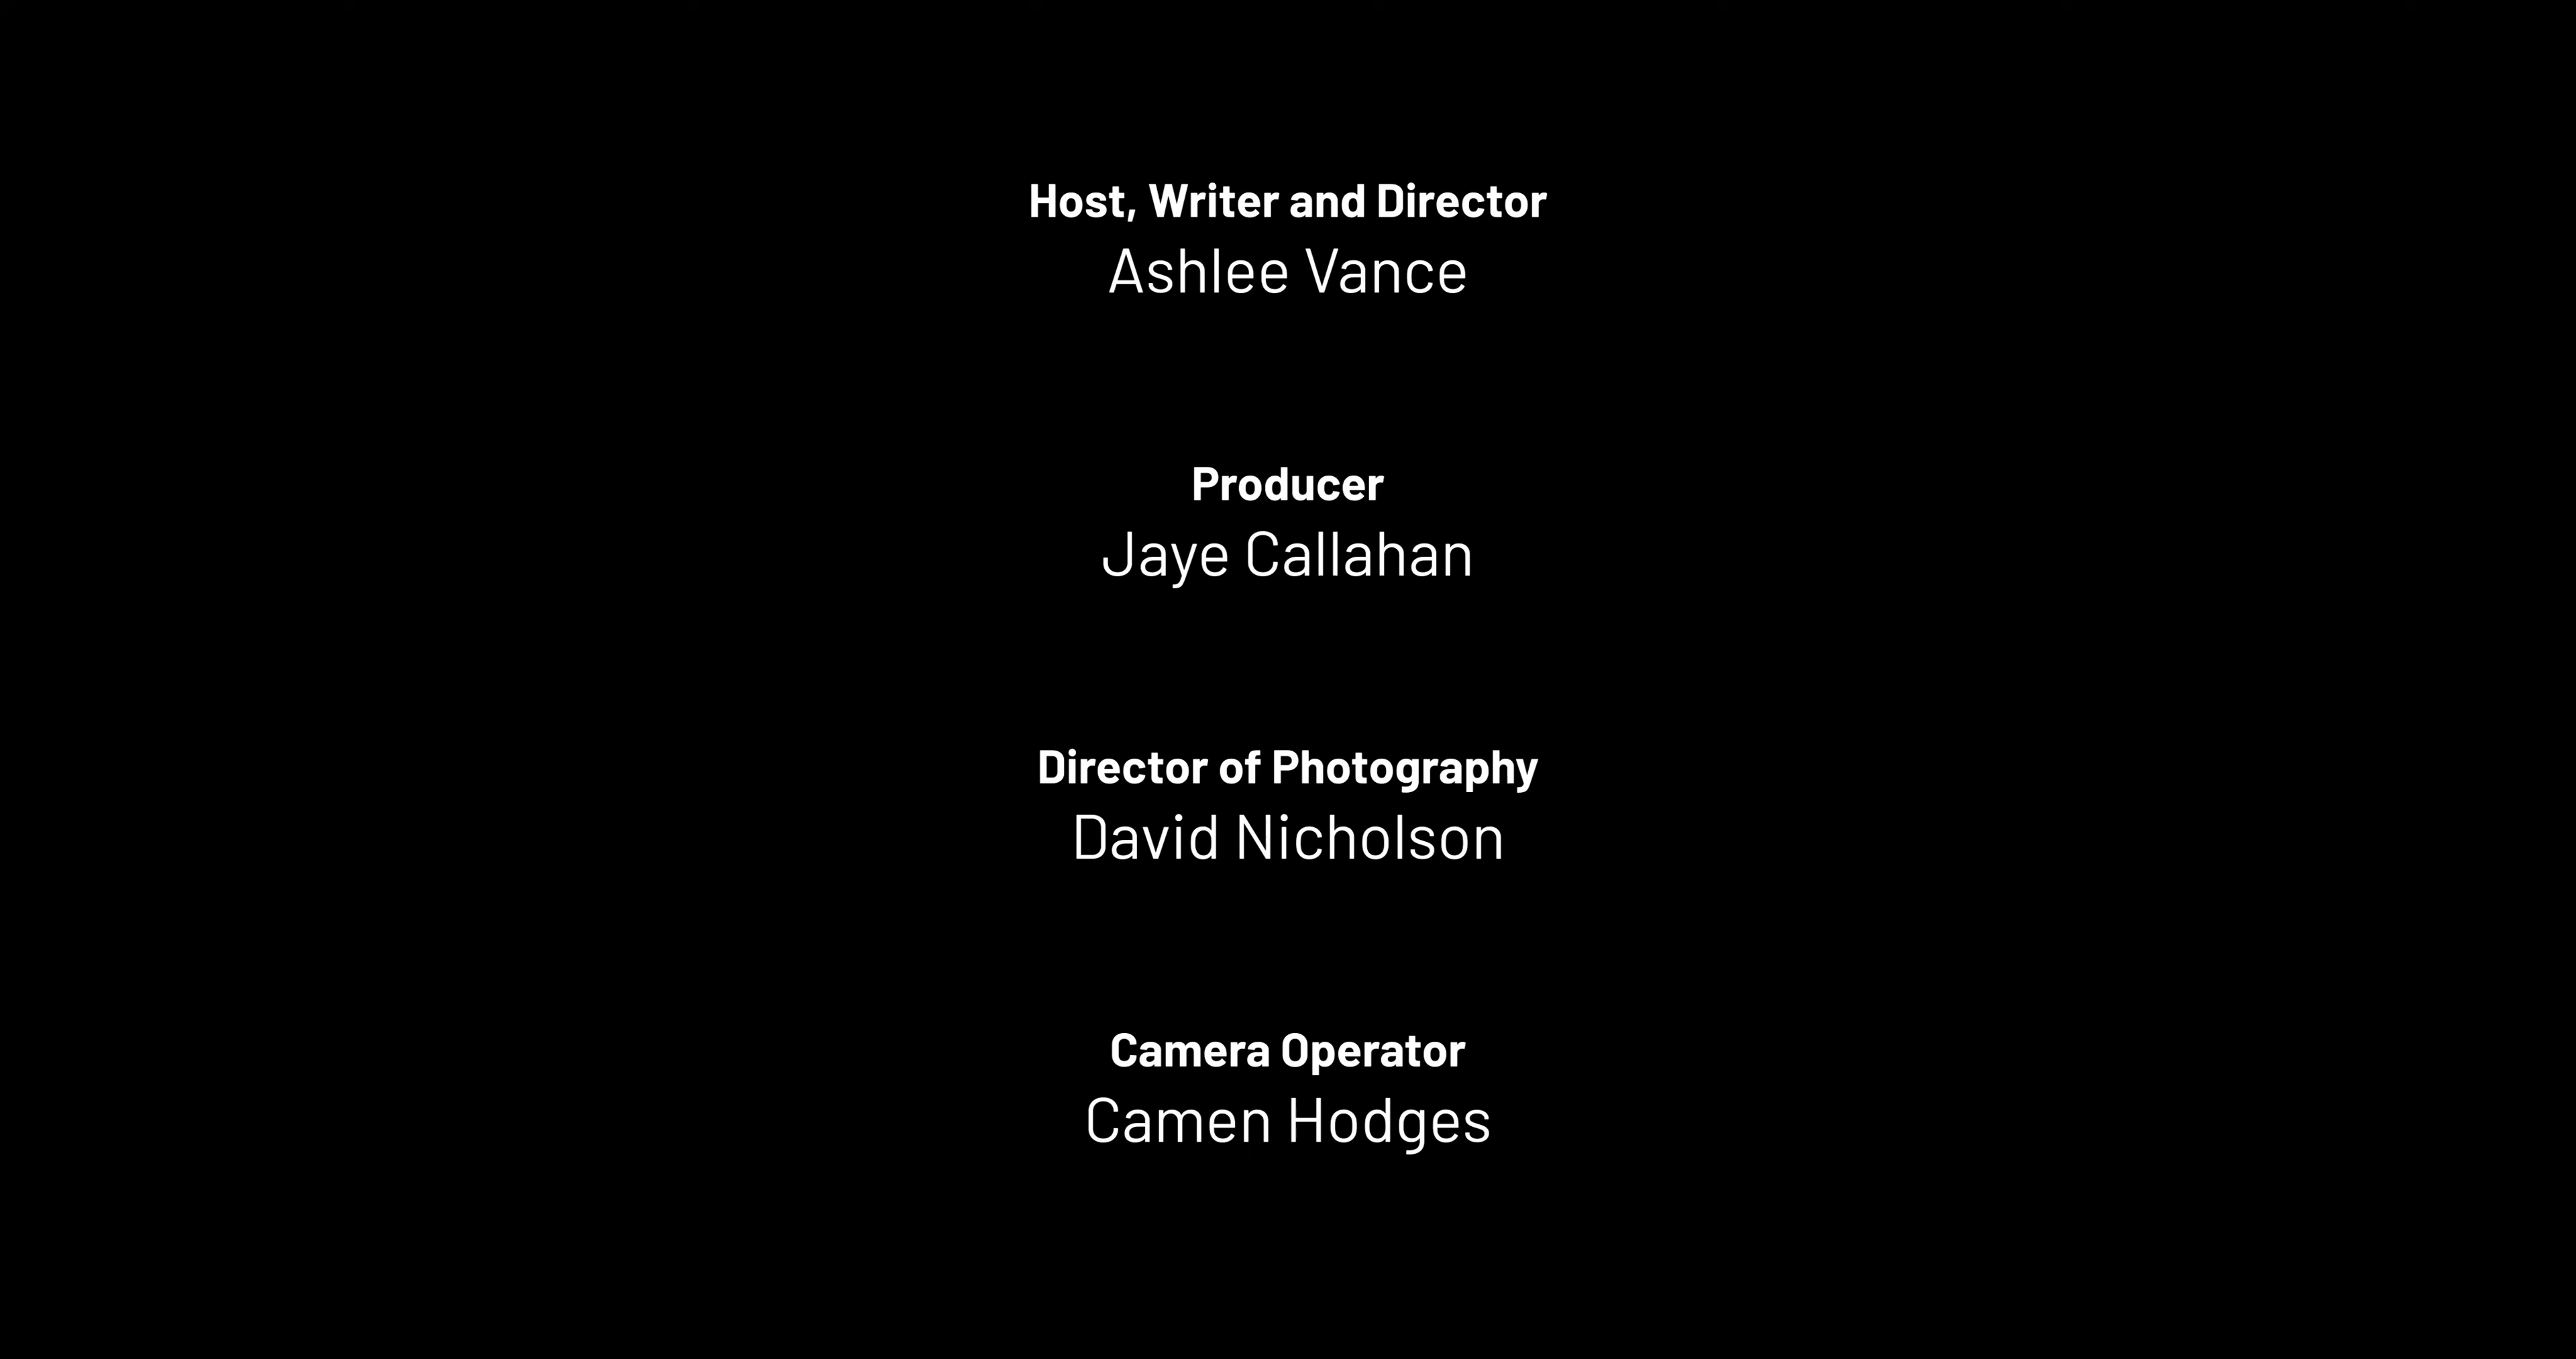 Host, Writer and Director
Ashlee Vance
Producer
Jaye Callahan
Director of Photography
David Nicholson
Camera Operator
Camen Hodges